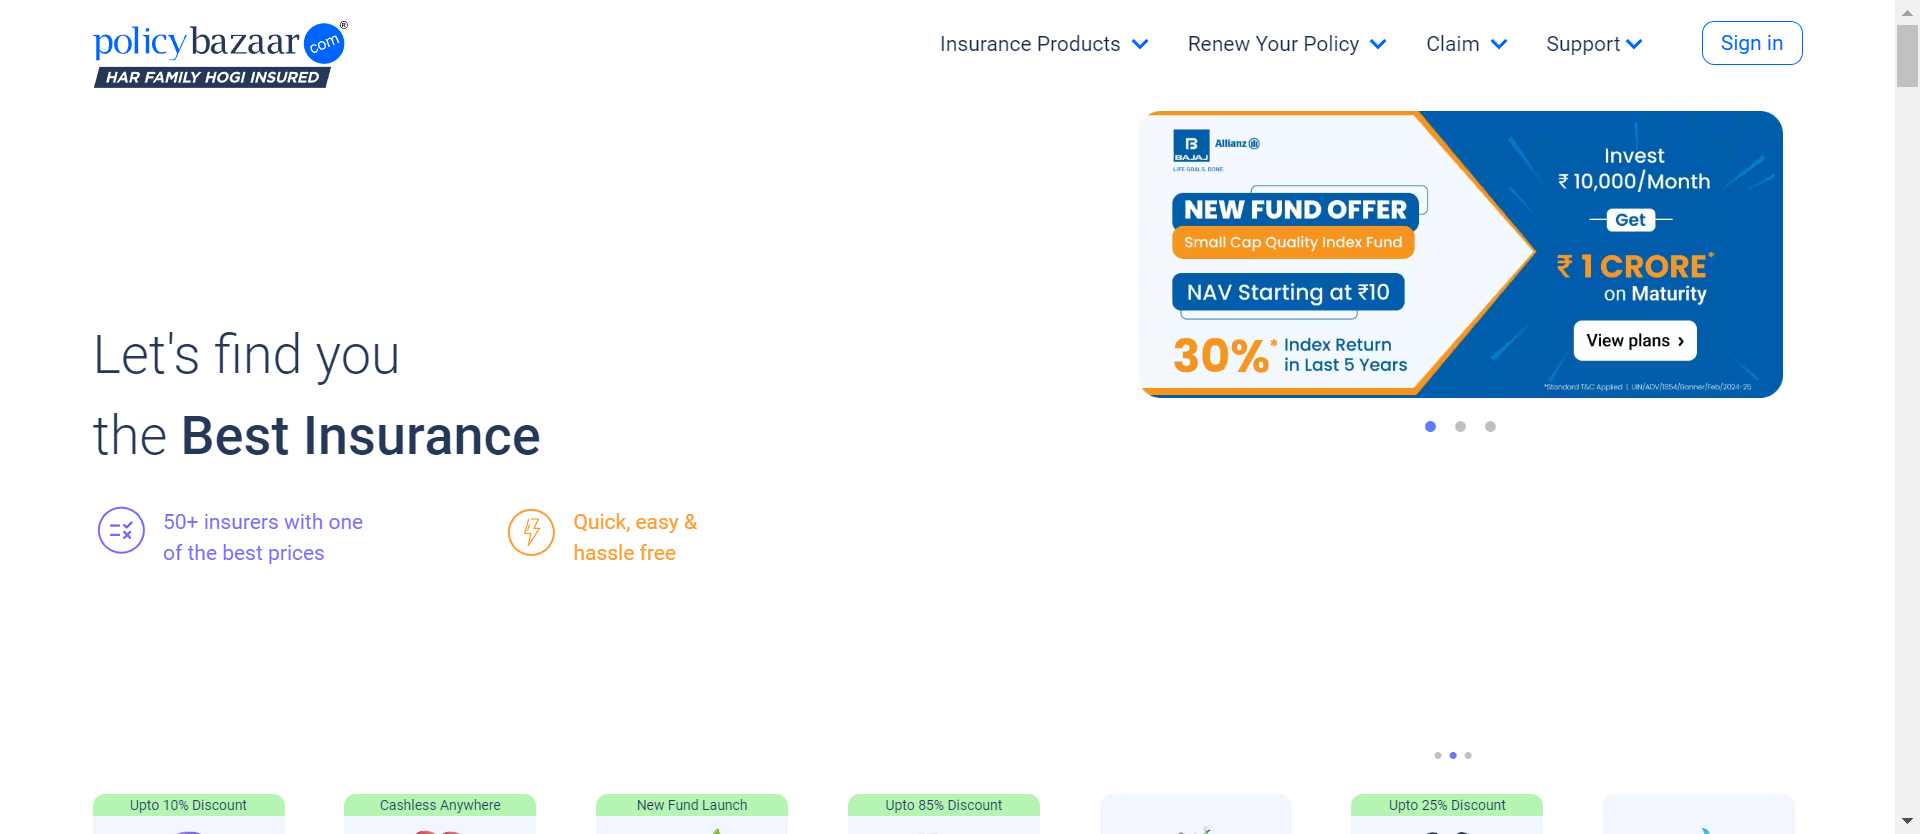 policybazaar.com®
HAR FAMILY HOGI INSURED
Insurance Products
Renew Your Policy
Claim
Support
Sign in
B
BAJAJ
Allianz
LIFE GOALS. DONE.
NEW FUND OFFER
Small Cap Quality Index Fund
NAV Starting at ₹10
30%* Index Return
in Last 5 Years
Invest
₹ 10,000/Month
Get
₹ 1 CRORE*
on Maturity
View plans ›
*Standard T&C Applied | UIN/ADV/1854/Banner/Feb/2024-25
Let's find you
the Best Insurance
50+ insurers with one
of the best prices
Quick, easy &
hassle free
Upto 10% Discount
Cashless Anywhere
New Fund Launch
Upto 85% Discount
Upto 25% Discount